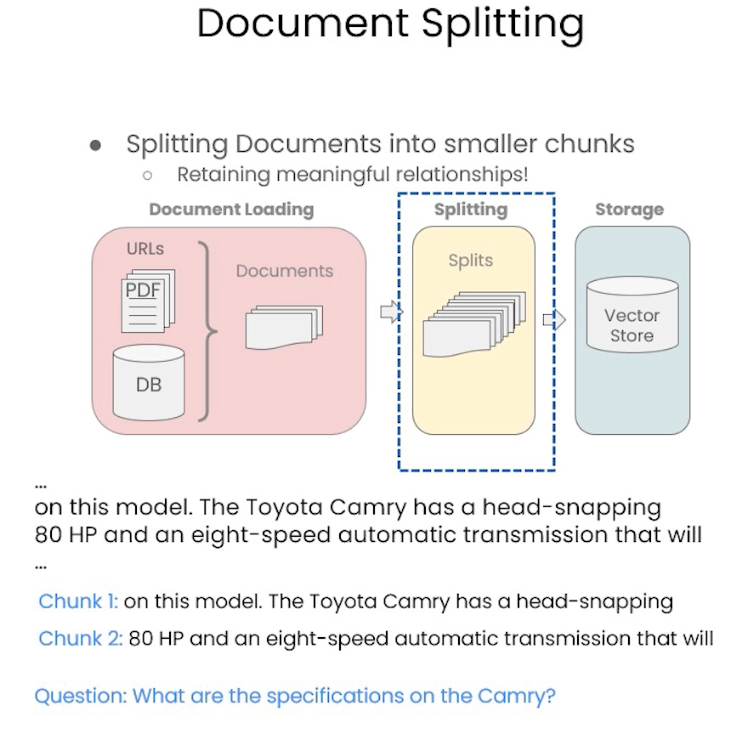 Document Splitting
● Splitting Documents into smaller chunks
○ Retaining meaningful relationships!
Document Loading
Splitting
Storage
URLs
PDF
DB
Documents
Splits
Vector
Store
...
on this model. The Toyota Camry has a head-snapping
80 HP and an eight-speed automatic transmission that will
...
Chunk 1: on this model. The Toyota Camry has a head-snapping
Chunk 2: 80 HP and an eight-speed automatic transmission that will
Question: What are the specifications on the Camry?